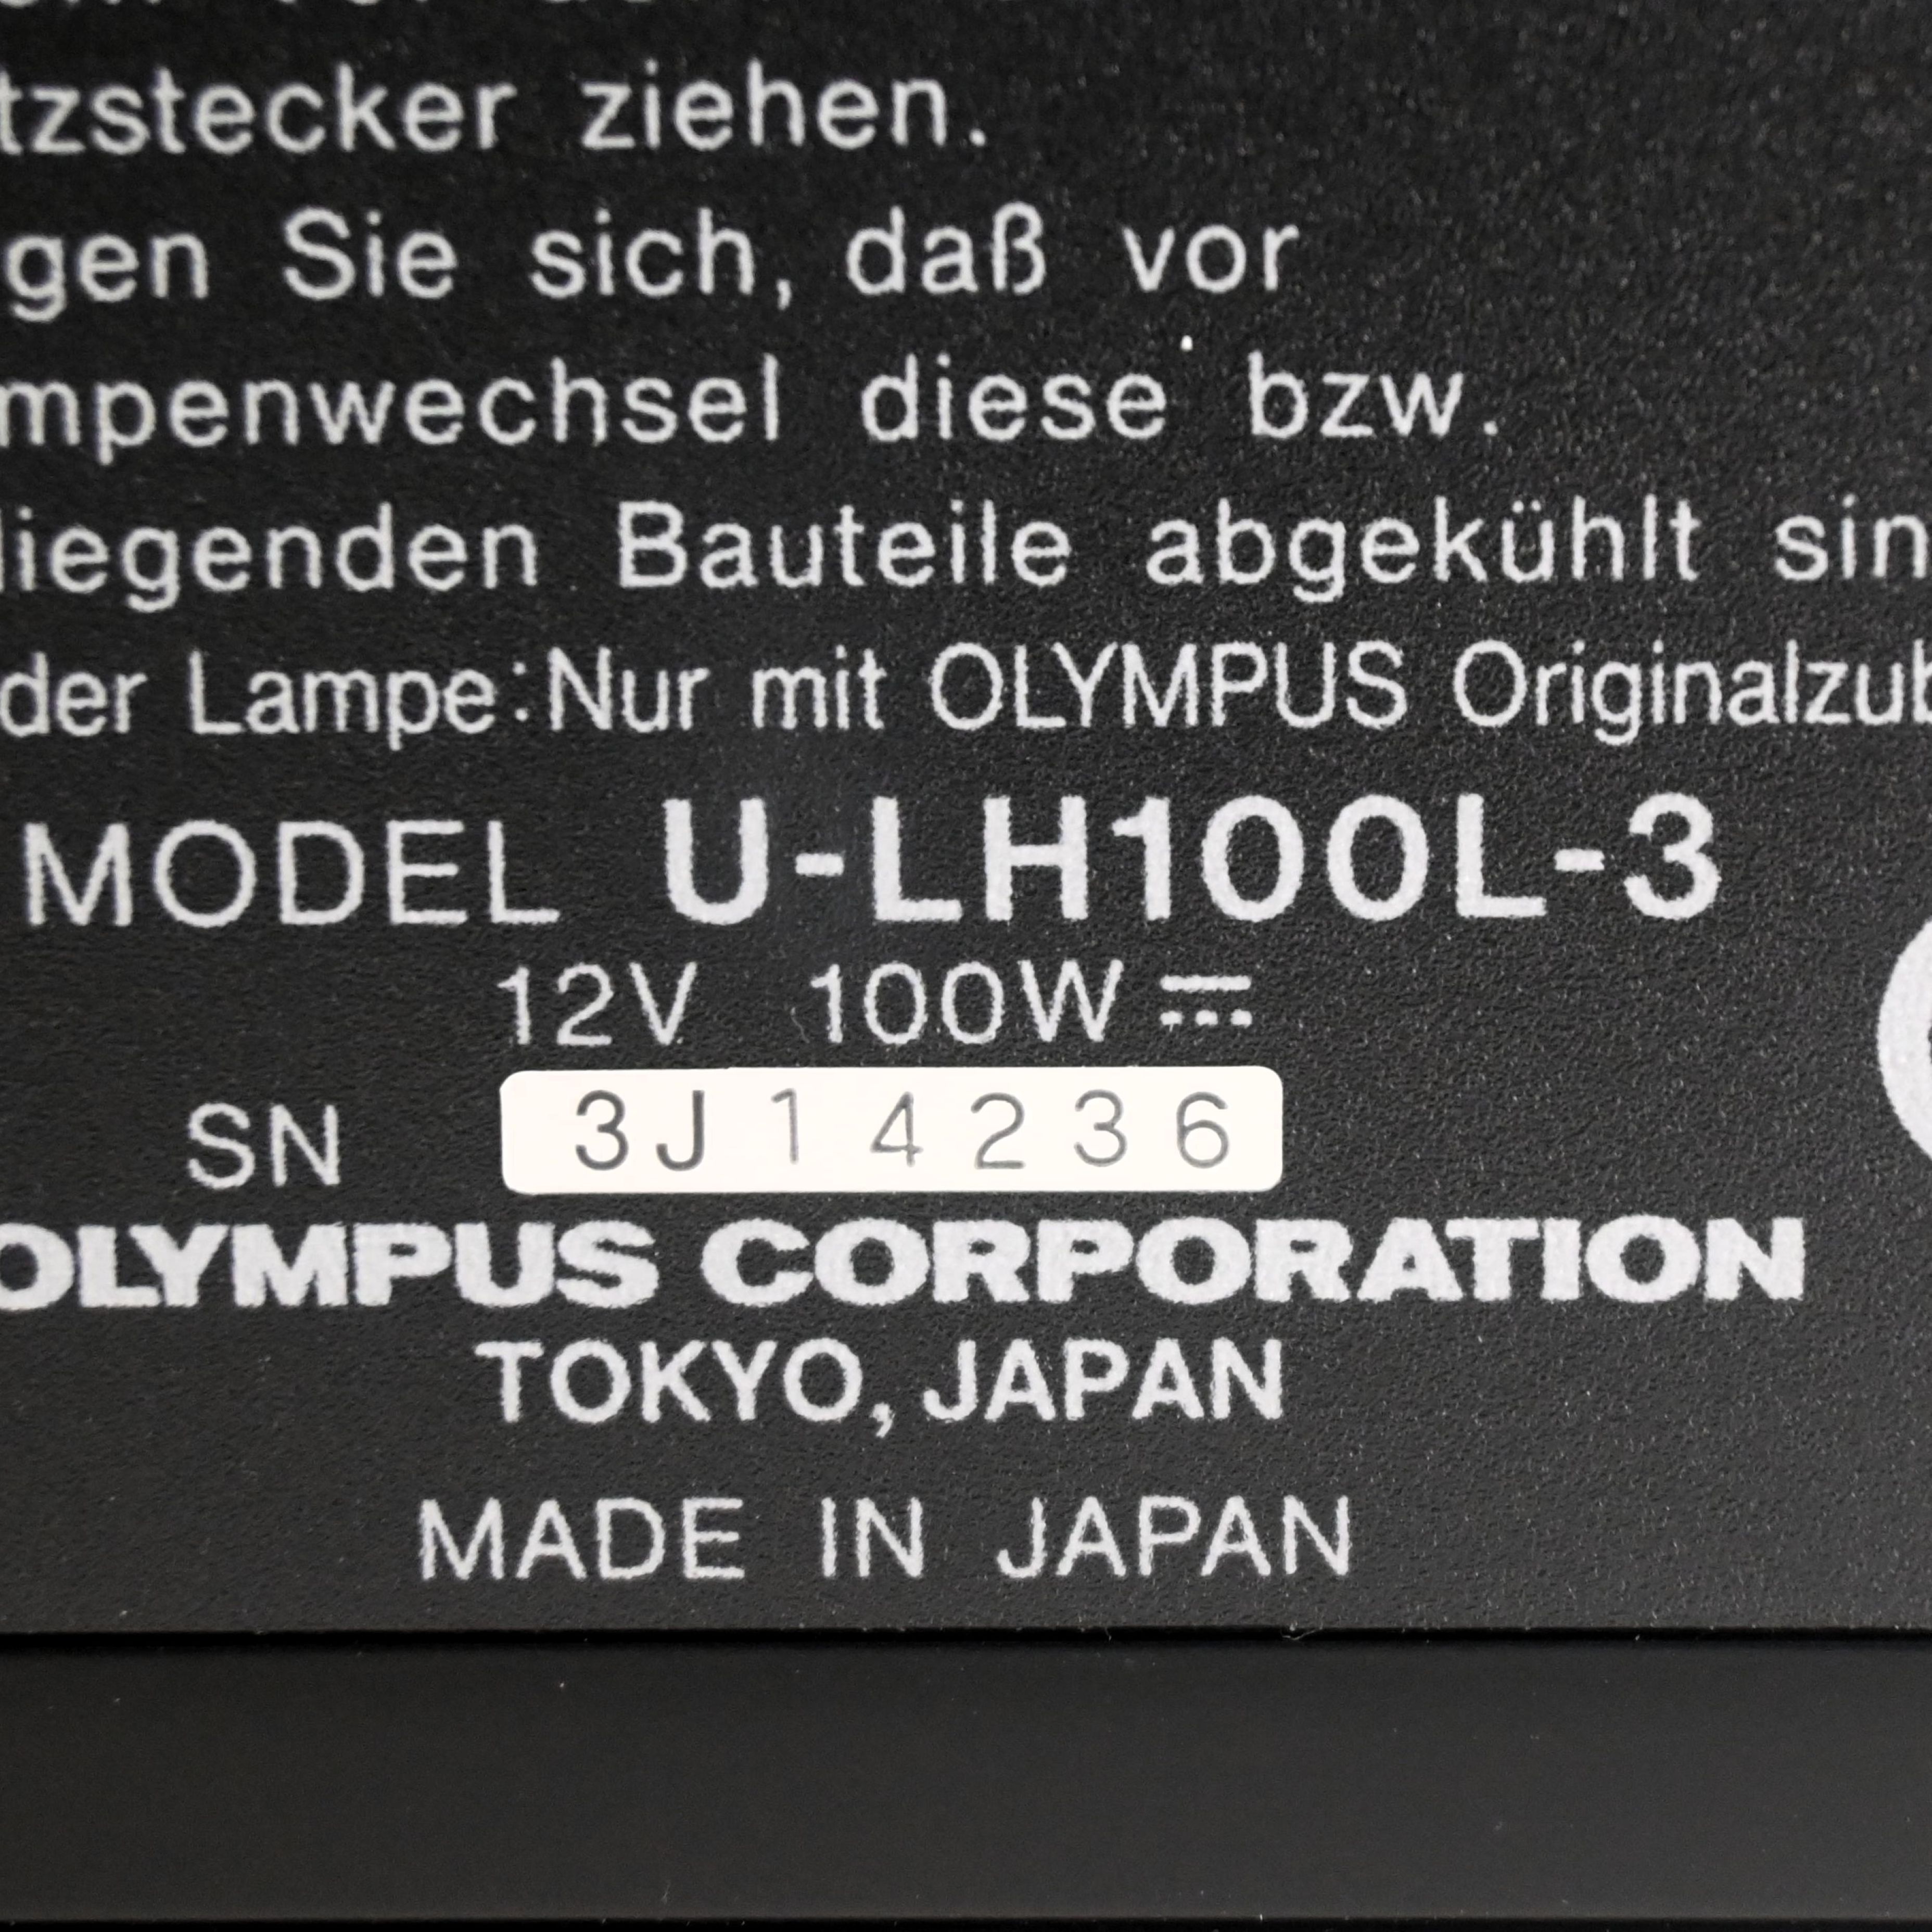 tzstecker ziehen.
gen Sie sich, daß vor
mpenwechsel diese bzw.
liegenden Bauteile abgekühlt sin
der Lampe:Nur mit OLYMPUS Originalzub
MODEL U-LH100L-3
12V 100W ⎓
SN 3J14236
OLYMPUS CORPORATION
TOKYO, JAPAN
MADE IN JAPAN